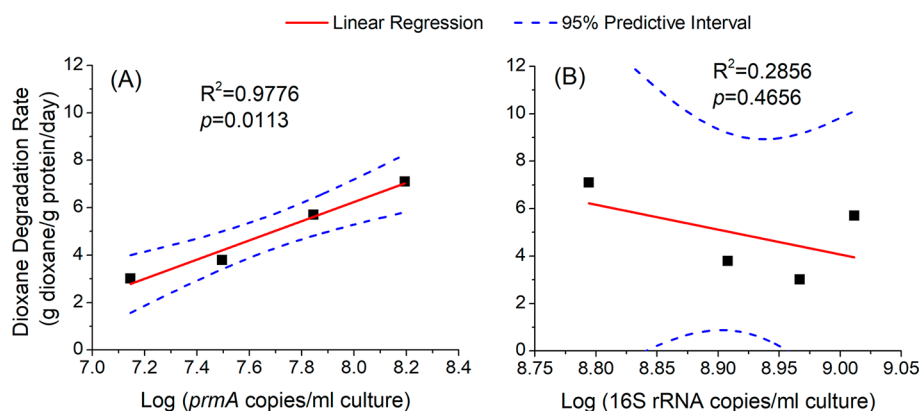 Linear Regression
95% Predictive Interval
Dioxane Degradation Rate
(g dioxane/g protein/day)
12
10
8
6
4
2
0
(A)
R²=0.9776
p=0.0113
7.0 7.2 7.4 7.6 7.8 8.0 8.2 8.4
Log (prmA copies/ml culture)
12
10
8
6
4
2
0
(B)
R²=0.2856
p=0.4656
8.75 8.80 8.85 8.90 8.95 9.00 9.05
Log (16S rRNA copies/ml culture)